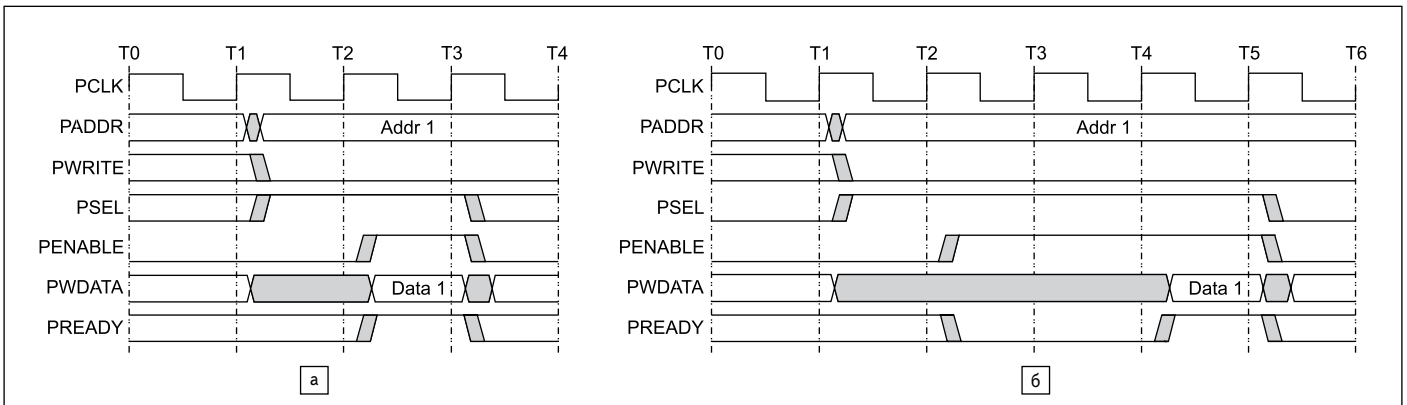 T0 T1 T2 T3 T4
PCLK
PADDR Addr 1
PWRITE
PSEL
PENABLE
PWDATA Data 1
PREADY
а
T0 T1 T2 T3 T4 T5 T6
PCLK
PADDR Addr 1
PWRITE
PSEL
PENABLE
PWDATA Data 1
PREADY
б